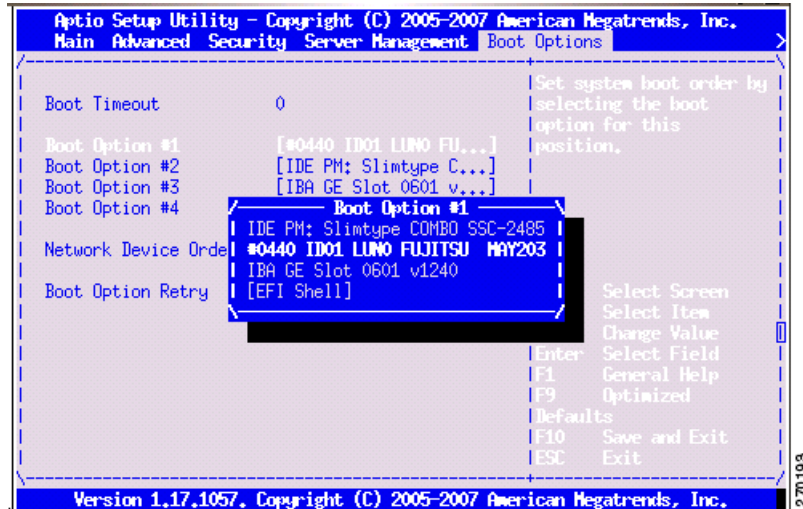 Aptio Setup Utility - Copyright (C) 2005-2007 American Megatrends, Inc.
Main Advanced Security Server Management Boot Options >
Boot Timeout 0
Boot Option #1 [#0440 ID01 LUN0 FU...]
Boot Option #2 [IDE PM: Slimtype C...]
Boot Option #3 [IBA GE Slot 0601 v...]
Boot Option #4
Network Device Orde
Boot Option Retry
Boot Option #1
IDE PM: Slimtype COMBO SSC-2485
#0440 ID01 LUN0 FUJITSU MAY203
IBA GE Slot 0601 v1240
[EFI Shell]
Set system boot order by
selecting the boot
option for this
position.
Select Screen
Select Item
Change Value
Enter Select Field
F1 General Help
F9 Optimized
Defaults
F10 Save and Exit
ESC Exit
Version 1.17.1057. Copyright (C) 2005-2007 American Megatrends, Inc.
270193